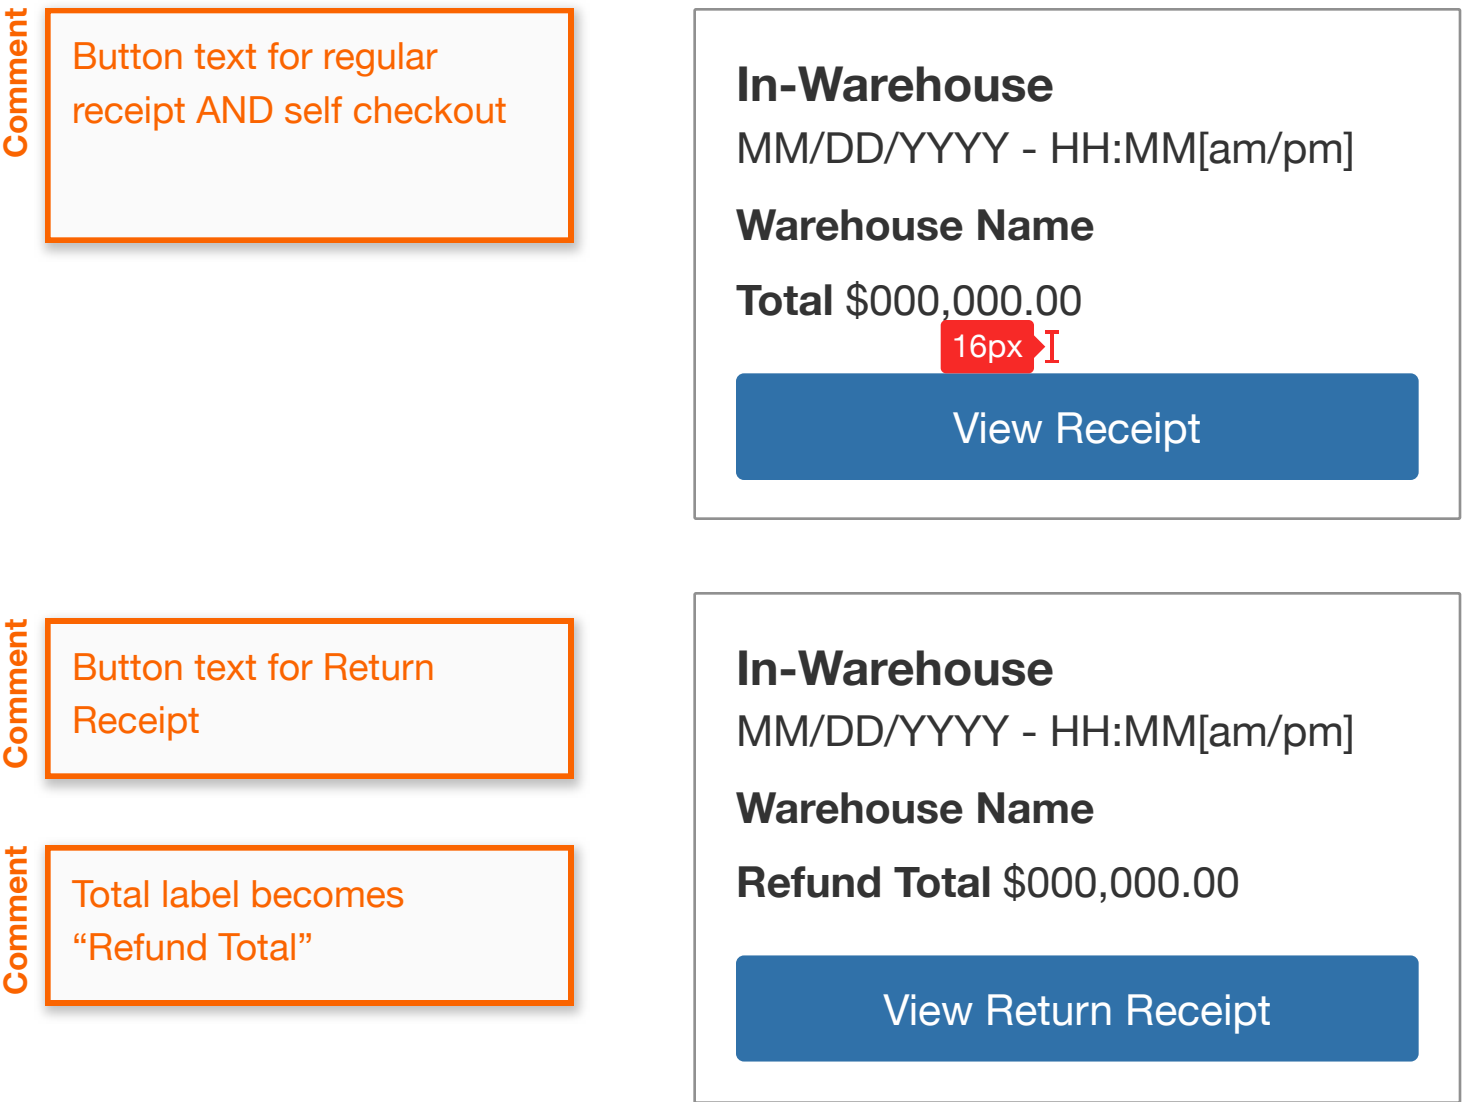 Comment
Button text for regular
receipt AND self checkout
In-Warehouse
MM/DD/YYYY - HH:MM[am/pm]
Warehouse Name
Total $000,000.00
16px
View Receipt
Comment
Button text for Return
Receipt
Comment
Total label becomes
“Refund Total”
In-Warehouse
MM/DD/YYYY - HH:MM[am/pm]
Warehouse Name
Refund Total $000,000.00
View Return Receipt